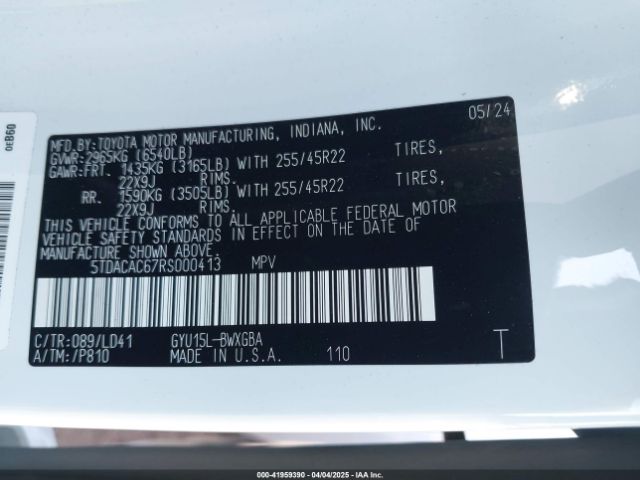 0EB60
05/24
MFD.BY:TOYOTA MOTOR MANUFACTURING, INDIANA, INC.
GVWR:2965KG (6540LB)
GAWR:FRT. 1435KG (3165LB) WITH 255/45R22 TIRES,
22X9J RIMS.
RR. 1590KG (3505LB) WITH 255/45R22 TIRES,
22X9J RIMS.
THIS VEHICLE CONFORMS TO ALL APPLICABLE FEDERAL MOTOR
VEHICLE SAFETY STANDARDS IN EFFECT ON THE DATE OF
MANUFACTURE SHOWN ABOVE.
5TDACAC67RS000413 MPV
C/TR:089/LD41 GYU15L-BWXGBA
A/TM:/P810 MADE IN U.S.A. 110 T
000-41959390 - 04/04/2025 - IAA Inc.